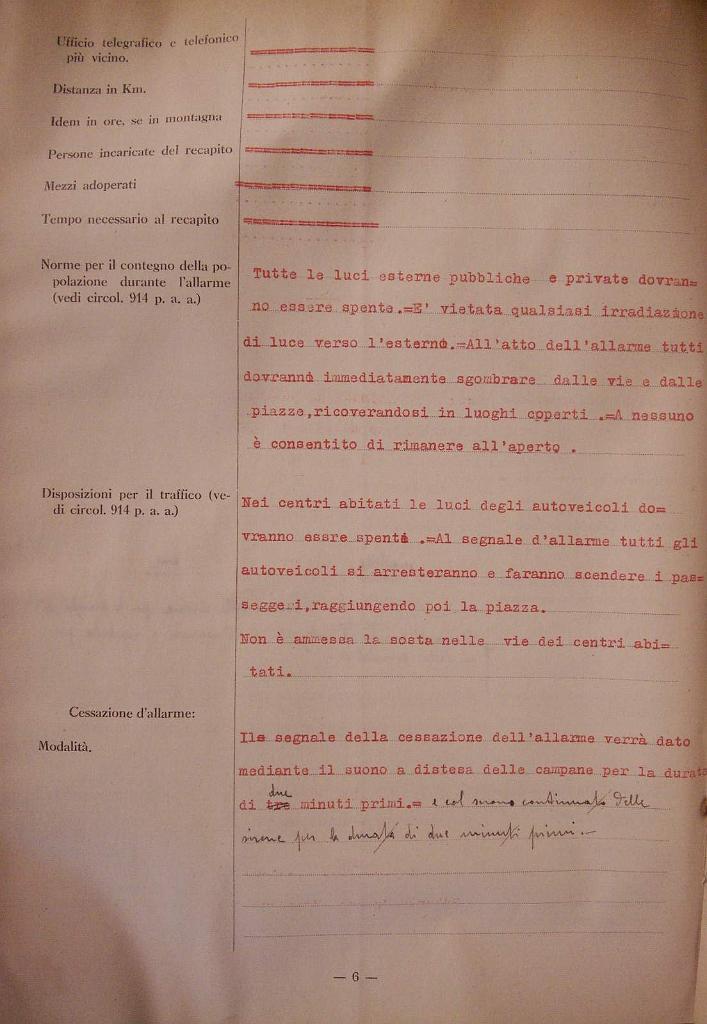 Ufficio telegrafico e telefonico
più vicino.
Distanza in Km.
Idem in ore, se in montagna
Persone incaricate del recapito
Mezzi adoperati
Tempo necessario al recapito
Norme per il contegno della po-
polazione durante l'allarme
(vedi circol. 914 p. a. a.)
Tutte le luci esterne pubbliche e private dovran=
no essere spente.=E' vietata qualsiasi irradiazione
di luce verso l'esterno.=All'atto dell'allarme tutti
dovranno immediatamente sgombrare dalle vie e dalle
piazze,ricoverandosi in luoghi coperti .=A nessuno
è consentito di rimanere all'aperto .
Disposizioni per il traffico (ve-
di circol. 914 p. a. a.)
Nei centri abitati le luci degli autoveicoli do=
vranno essre spente .=Al segnale d'allarme tutti gli
autoveicoli si arresteranno e faranno scendere i pas=
seggeri,raggiungendo poi la piazza.
Non è ammessa la sosta nelle vie dei centri abi=
tati.
Cessazione d'allarme:
Modalità.
Ile segnale della cessazione dell'allarme verrà dato
mediante il suono a distesa delle campane per la durata
due
di tre minuti primi.= e col suono continuato delle
sirene per la durata di due minuti primi.-
— 6 —